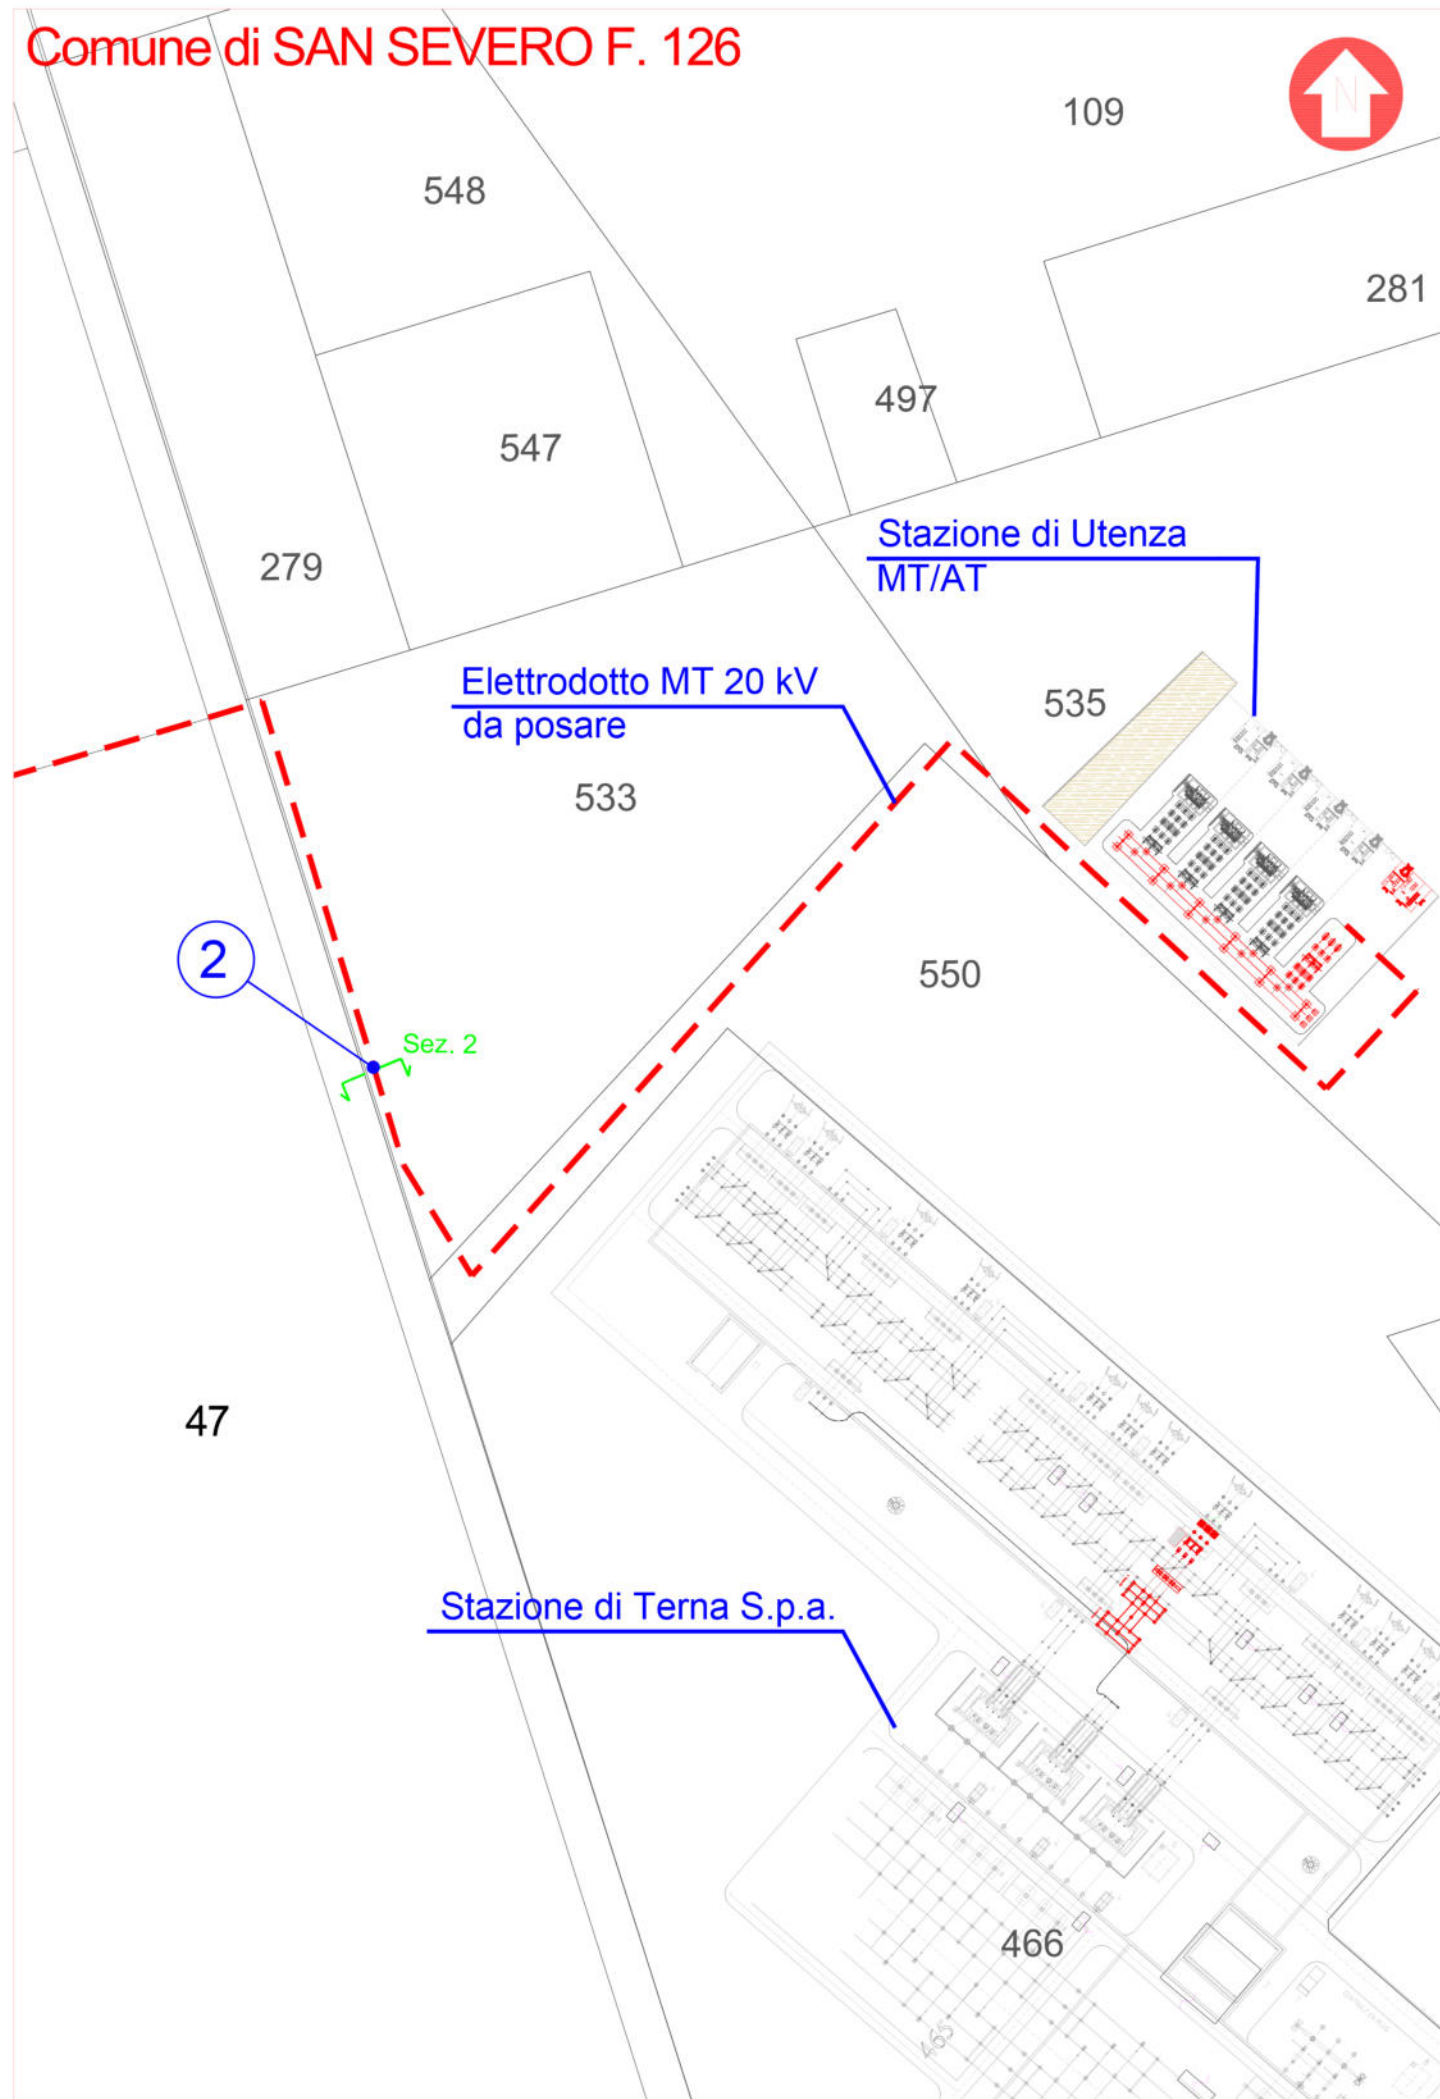 Comune di SAN SEVERO F. 126
N
109
548
281
497
547
Stazione di Utenza
MT/AT
279
Elettrodotto MT 20 kV
da posare
535
533
2
550
Sez. 2
47
Stazione di Terna S.p.a.
466
465